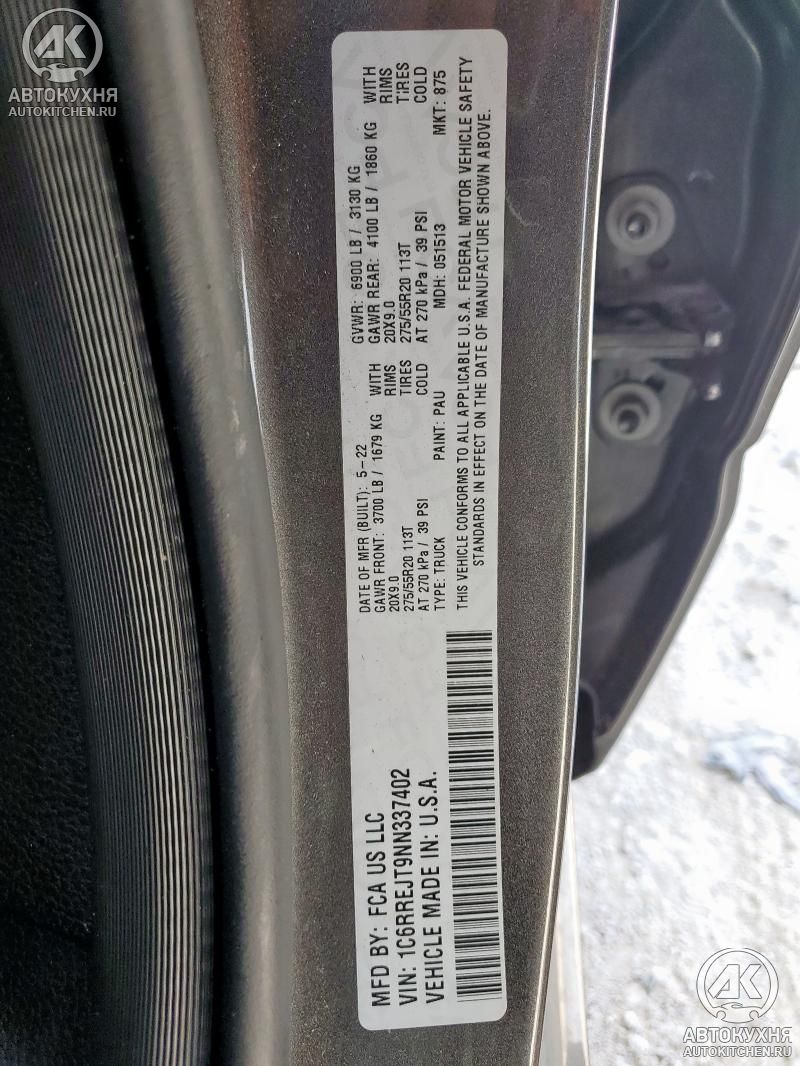 AK
АВТОКУХНЯ
AUTOKITCHEN.RU
MFD BY: FCA US LLC
VIN: 1C6RREJT9NN337402
VEHICLE MADE IN: U.S.A.
DATE OF MFR (BUILT): 5-22
GVWR: 6900 LB / 3130 KG
GAWR FRONT: 3700 LB / 1679 KG WITH
GAWR REAR: 4100 LB / 1860 KG WITH
20X9.0 RIMS
20X9.0 RIMS
275/55R20 113T TIRES
275/55R20 113T TIRES
AT 270 kPa / 39 PSI COLD
AT 270 kPa / 39 PSI COLD
TYPE: TRUCK PAINT: PAU MDH: 051513 MKT: 875
THIS VEHICLE CONFORMS TO ALL APPLICABLE U.S.A. FEDERAL MOTOR VEHICLE SAFETY
STANDARDS IN EFFECT ON THE DATE OF MANUFACTURE SHOWN ABOVE.
AK
АВТОКУХНЯ
AUTOKITCHEN.RU